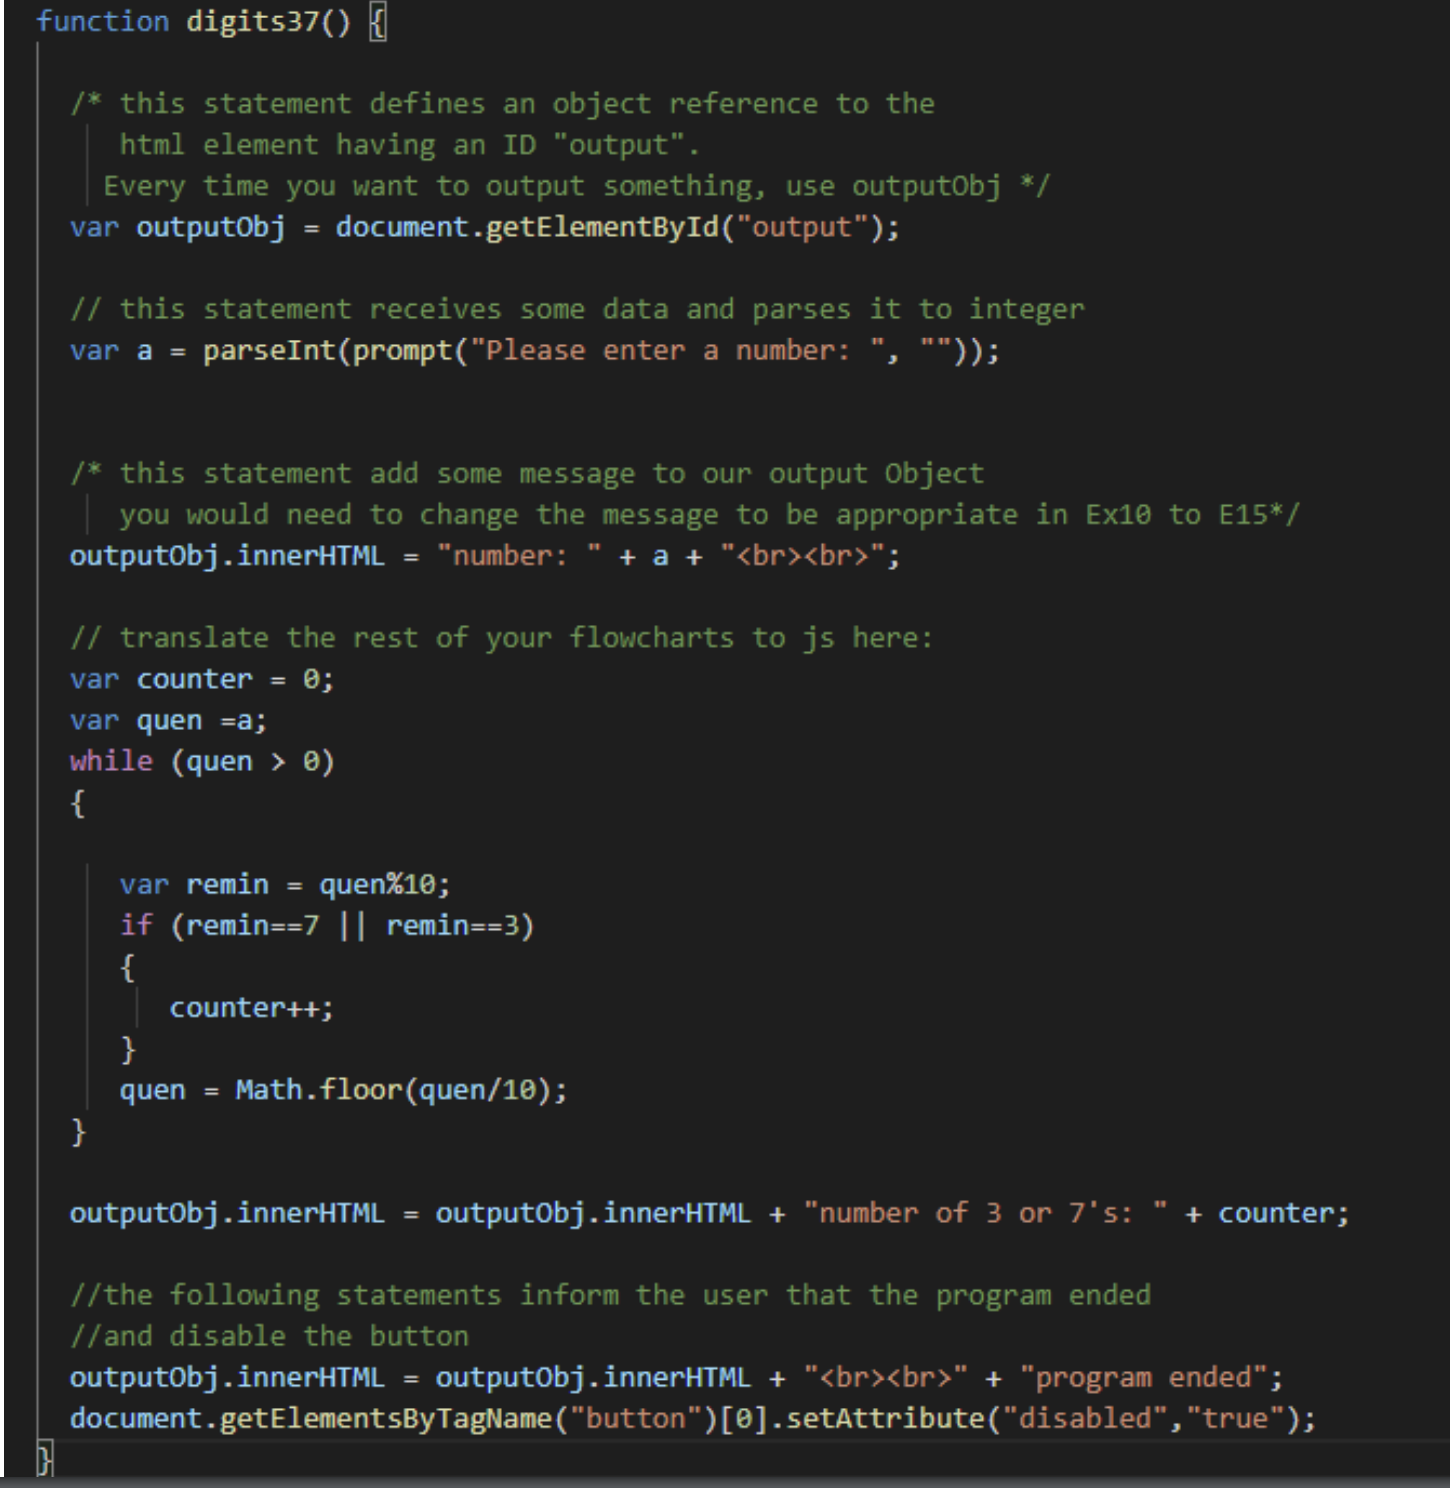 function digits37() {
/* this statement defines an object reference to the
html element having an ID "output".
Every time you want to output something, use outputObj */
var outputObj = document.getElementById("output");
// this statement receives some data and parses it to integer
var a = parseInt(prompt("Please enter a number: ", ""));
/* this statement add some message to our output Object
you would need to change the message to be appropriate in Ex10 to E15*/
outputObj.innerHTML = "number: " + a + "<br><br>";
// translate the rest of your flowcharts to js here:
var counter = 0;
var quen =a;
while (quen > 0)
{
var remin = quen%10;
if (remin==7 || remin==3)
{
counter++;
}
quen = Math.floor(quen/10);
}
outputObj.innerHTML = outputObj.innerHTML + "number of 3 or 7's: " + counter;
//the following statements inform the user that the program ended
//and disable the button
outputObj.innerHTML = outputObj.innerHTML + "<br><br>" + "program ended";
document.getElementsByTagName("button")[0].setAttribute("disabled","true");
}